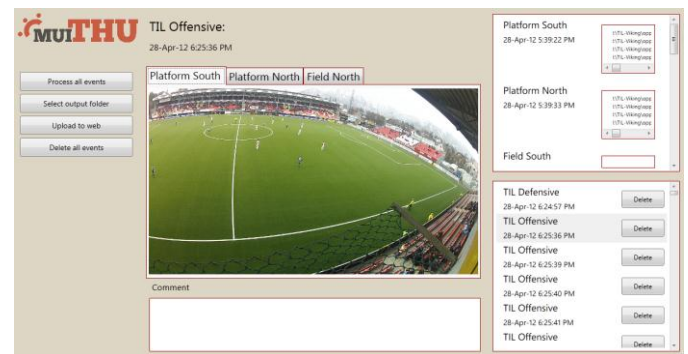 MUITHU
TIL Offensive:
28-Apr-12 6:25:36 PM
Process all events
Select output folder
Upload to web
Delete all events
Platform South
Platform North
Field North
Comment
Platform South
28-Apr-12 5:39:22 PM
Platform North
28-Apr-12 5:39:33 PM
Field South
TIL Defensive
28-Apr-12 6:24:57 PM
Delete
TIL Offensive
28-Apr-12 6:25:36 PM
Delete
TIL Offensive
28-Apr-12 6:25:39 PM
Delete
TIL Offensive
28-Apr-12 6:25:40 PM
Delete
TIL Offensive
28-Apr-12 6:25:41 PM
Delete
TIL Offensive
Delete